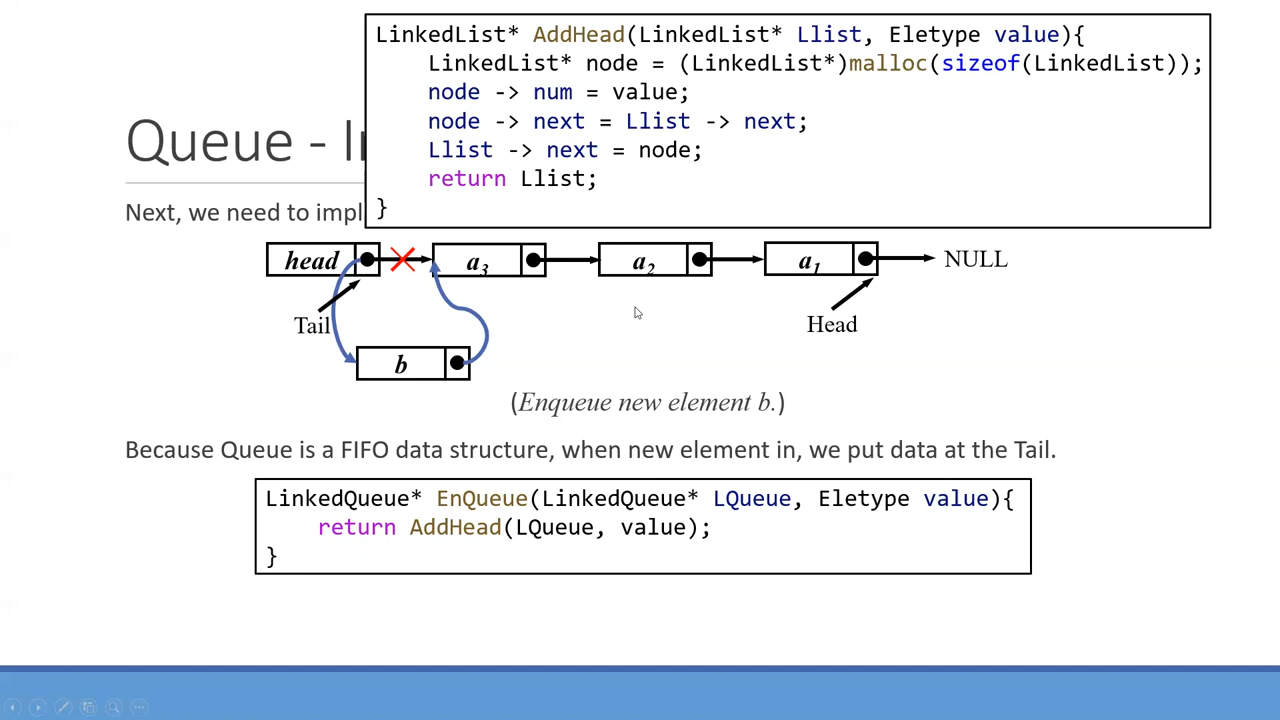 LinkedList* AddHead(LinkedList* Llist, Eletype value){
LinkedList* node = (LinkedList*)malloc(sizeof(LinkedList));
node -> num = value;
node -> next = Llist -> next;
Llist -> next = node;
return Llist;
}
Queue -
Next, we need to
head a3 a2 a1 NULL
Tail Head
b
(Enqueue new element b.)
Because Queue is a FIFO data structure, when new element in, we put data at the Tail.
LinkedQueue* EnQueue(LinkedQueue* LQueue, Eletype value){
return AddHead(LQueue, value);
}